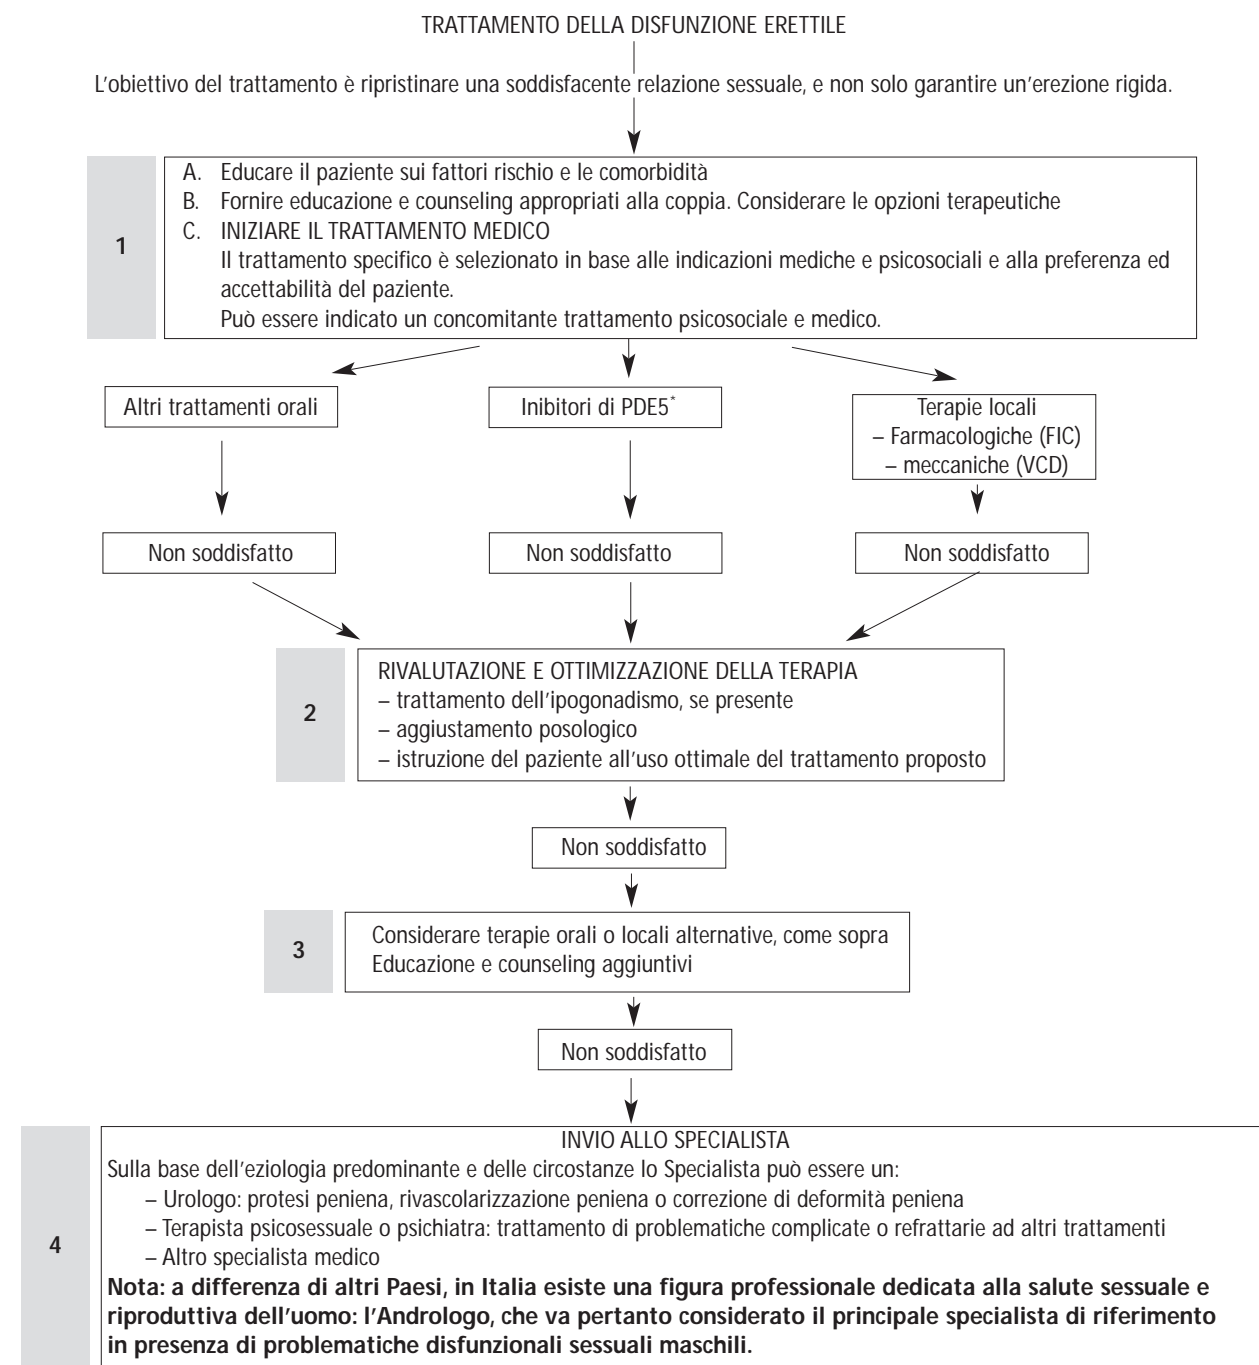 TRATTAMENTO DELLA DISFUNZIONE ERETTILE
L'obiettivo del trattamento è ripristinare una soddisfacente relazione sessuale, e non solo garantire un'erezione rigida.
1
A. Educare il paziente sui fattori rischio e le comorbidità
B. Fornire educazione e counseling appropriati alla coppia. Considerare le opzioni terapeutiche
C. INIZIARE IL TRATTAMENTO MEDICO
Il trattamento specifico è selezionato in base alle indicazioni mediche e psicosociali e alla preferenza ed
accettabilità del paziente.
Può essere indicato un concomitante trattamento psicosociale e medico.
Altri trattamenti orali
Inibitori di PDE5*
Terapie locali
– Farmacologiche (FIC)
– meccaniche (VCD)
Non soddisfatto
Non soddisfatto
Non soddisfatto
2
RIVALUTAZIONE E OTTIMIZZAZIONE DELLA TERAPIA
– trattamento dell'ipogonadismo, se presente
– aggiustamento posologico
– istruzione del paziente all'uso ottimale del trattamento proposto
Non soddisfatto
3
Considerare terapie orali o locali alternative, come sopra
Educazione e counseling aggiuntivi
Non soddisfatto
4
INVIO ALLO SPECIALISTA
Sulla base dell'eziologia predominante e delle circostanze lo Specialista può essere un:
– Urologo: protesi peniena, rivascolarizzazione peniena o correzione di deformità peniena
– Terapista psicosessuale o psichiatra: trattamento di problematiche complicate o refrattarie ad altri trattamenti
– Altro specialista medico
Nota: a differenza di altri Paesi, in Italia esiste una figura professionale dedicata alla salute sessuale e
riproduttiva dell'uomo: l'Andrologo, che va pertanto considerato il principale specialista di riferimento
in presenza di problematiche disfunzionali sessuali maschili.